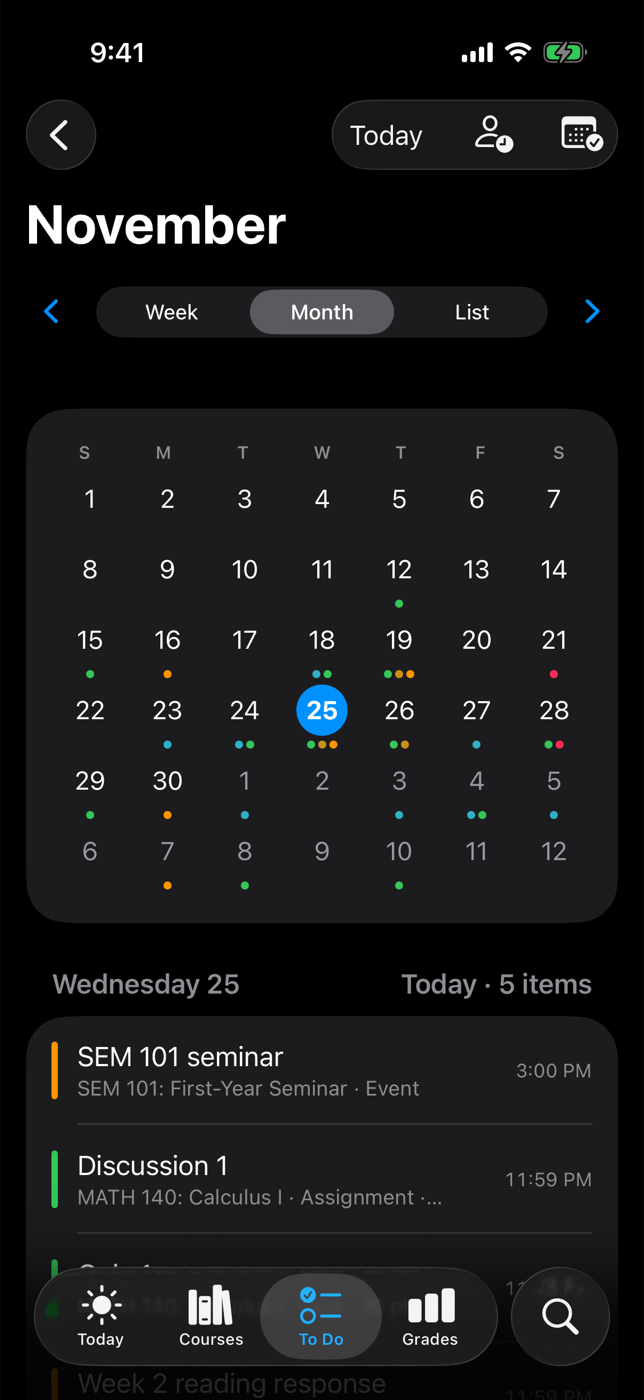 9:41
Today
November
Week Month List
S M T W T F S
1 2 3 4 5 6 7
8 9 10 11 12 13 14
15 16 17 18 19 20 21
22 23 24 25 26 27 28
29 30 1 2 3 4 5
6 7 8 9 10 11 12
Wednesday 25 Today · 5 items
SEM 101 seminar
3:00 PM
SEM 101: First-Year Seminar · Event
Discussion 1
11:59 PM
MATH 140: Calculus I · Assignment ·...
Today Courses To Do Grades
Week 2 reading response
11:59 PM